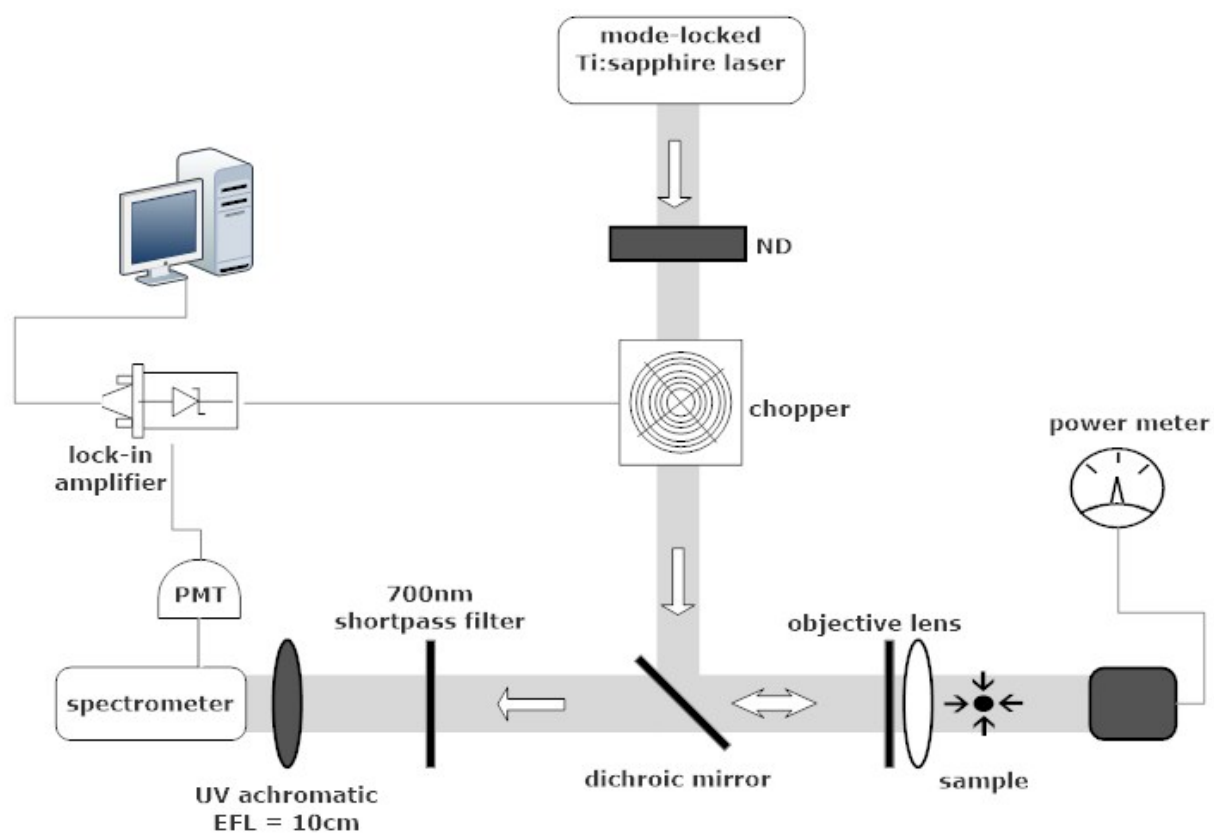 mode-locked
Ti:sapphire laser
ND
chopper
power meter
lock-in
amplifier
PMT
700nm
shortpass filter
objective lens
spectrometer
dichroic mirror
sample
UV achromatic
EFL = 10cm